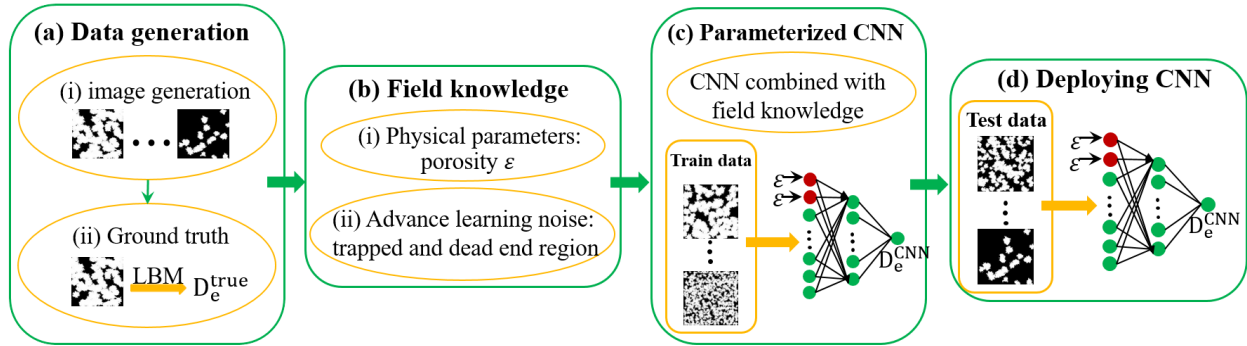 (a) Data generation
(i) image generation
(ii) Ground truth
LBM
D_e^true
(b) Field knowledge
(i) Physical parameters:
porosity ε
(ii) Advance learning noise:
trapped and dead end region
(c) Parameterized CNN
CNN combined with
field knowledge
Train data
ε
ε
D_e^CNN
(d) Deploying CNN
Test data
ε
ε
D_e^CNN